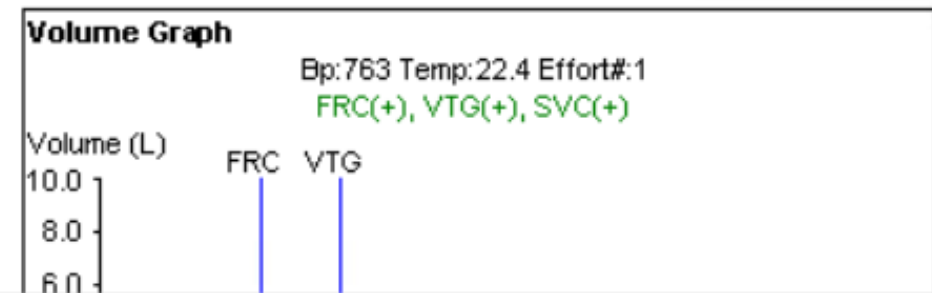 Volume Graph
Bp:763 Temp:22.4 Effort#:1
FRC(+), VTG(+), SVC(+)
Volume (L)
FRC VTG
10.0
8.0
6.0